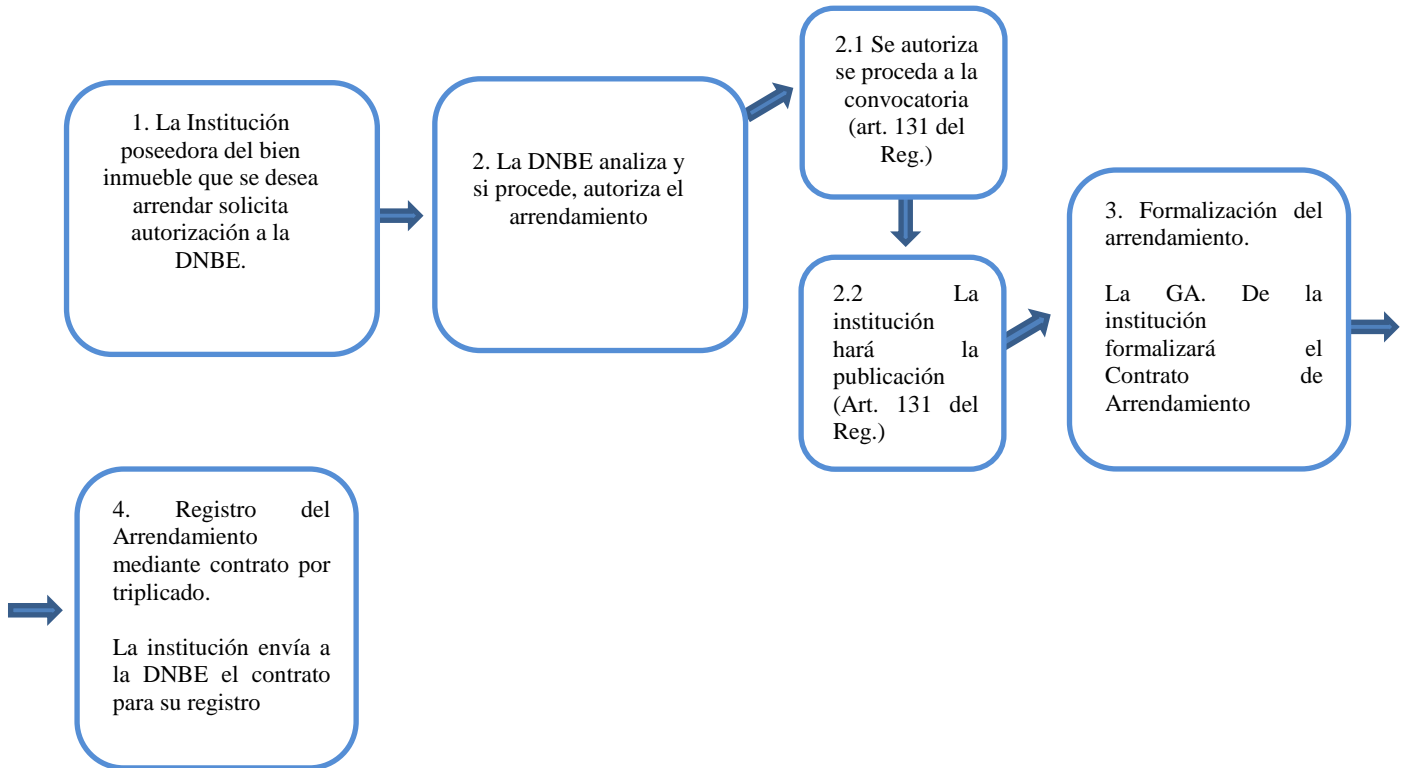 1. La Institución
poseedora del bien
inmueble que se desea
arrendar solicita
autorización a la
DNBE.
2. La DNBE analiza y
si procede, autoriza el
arrendamiento
2.1 Se autoriza
se proceda a la
convocatoria
(art. 131 del
Reg.)
2.2 La
institución
hará la
publicación
(Art. 131 del
Reg.)
3. Formalización del
arrendamiento.
La GA. De la
institución
formalizará el
Contrato de
Arrendamiento
4. Registro del
Arrendamiento
mediante contrato por
triplicado.
La institución envía a
la DNBE el contrato
para su registro